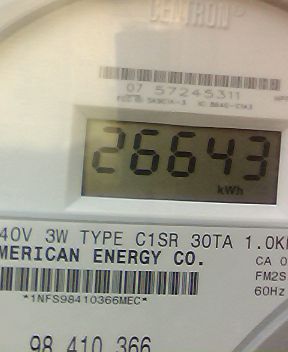 CENTRON®
07 57245311
26643
kWh
40V 3W TYPE C1SR 30TA 1.0K
MERICAN ENERGY CO.
CA 0
FM2S
*1NFS98410366MEC*
60Hz
98 410 366